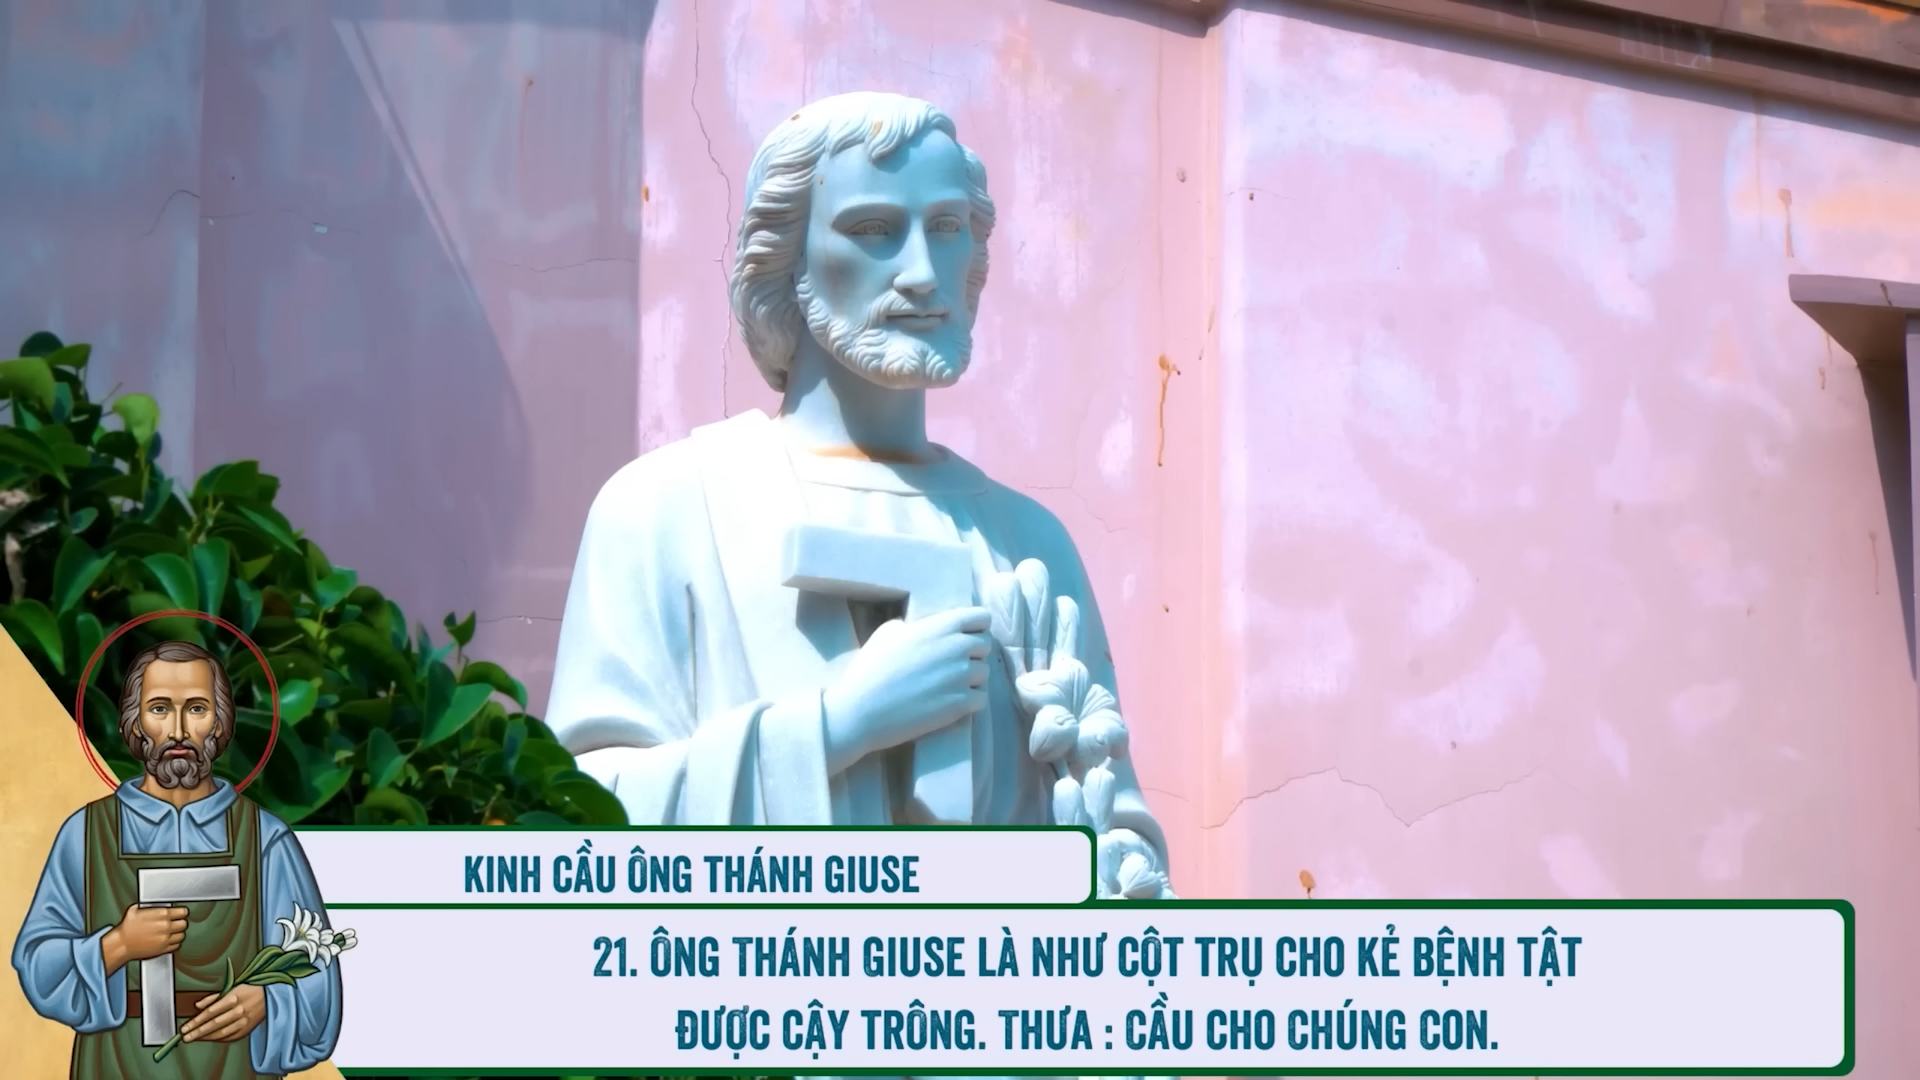 KINH CẦU ÔNG THÁNH GIUSE
21. ÔNG THÁNH GIUSE LÀ NHƯ CỘT TRỤ CHO KẺ BỆNH TẬT
ĐƯỢC CẬY TRÔNG. THƯA : CẦU CHO CHÚNG CON.